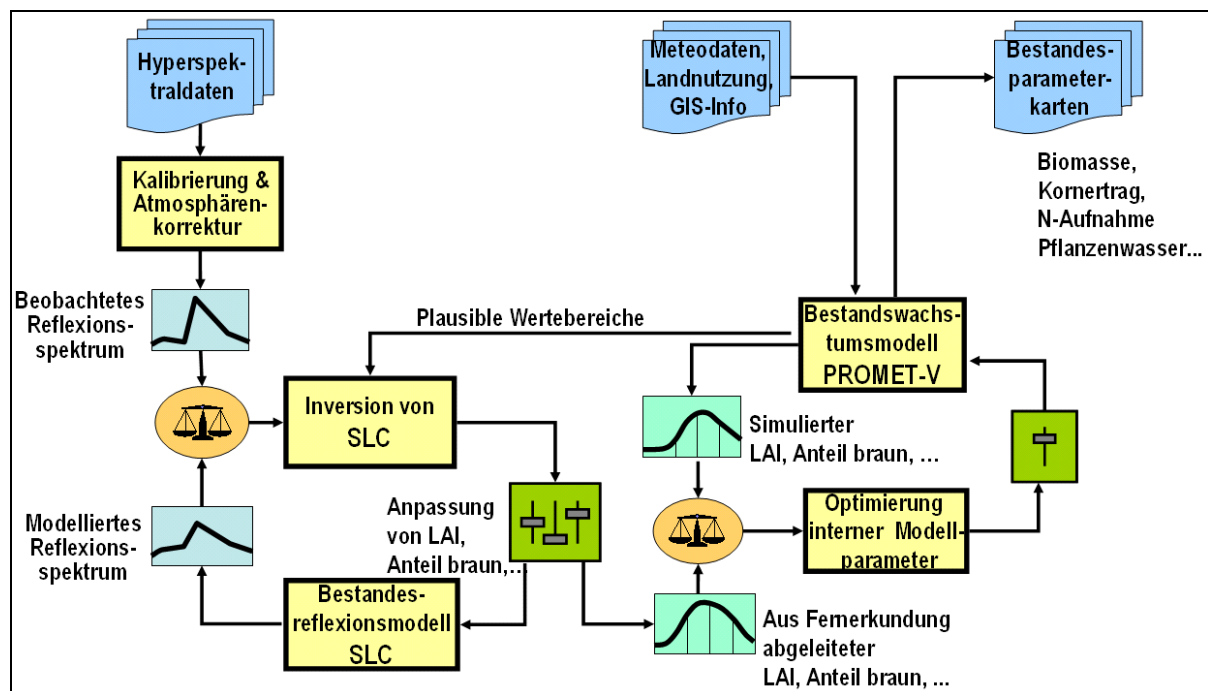 Hyperspek-
traldaten
Meteodaten,
Landnutzung,
GIS-Info
Bestandes-
parameter-
karten
Biomasse,
Kornertrag,
N-Aufnahme
Pflanzenwasser...
Kalibrierung &
Atmosphären-
korrektur
Beobachtetes
Reflexions-
spektrum
Plausible Wertebereiche
Bestandswachs-
tumsmodell
PROMET-V
Inversion von
SLC
Simulierter
LAI, Anteil braun, ...
Modelliertes
Reflexions-
spektrum
Anpassung
von LAI,
Anteil braun,...
Optimierung
interner Modell-
parameter
Bestandes-
reflexionsmodell
SLC
Aus Fernerkundung
abgeleiteter
LAI, Anteil braun, ...